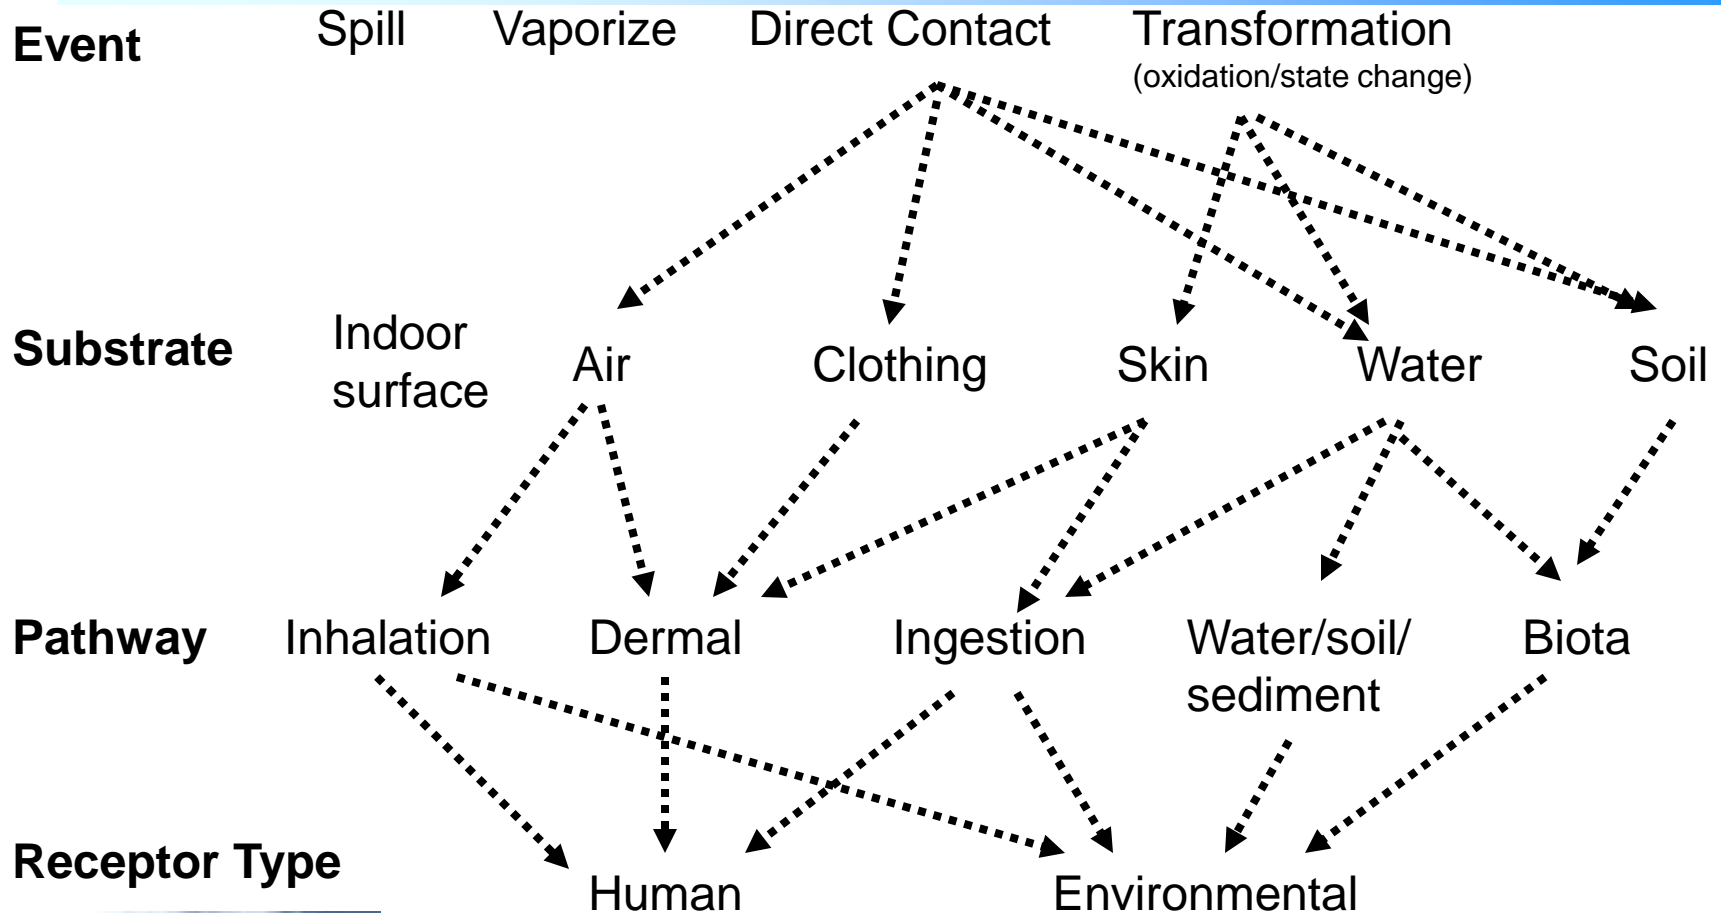 Event
Spill
Vaporize
Direct Contact
Transformation
(oxidation/state change)
Substrate
Indoor
surface
Air
Clothing
Skin
Water
Soil
Pathway
Inhalation
Dermal
Ingestion
Water/soil/
sediment
Biota
Receptor Type
Human
Environmental